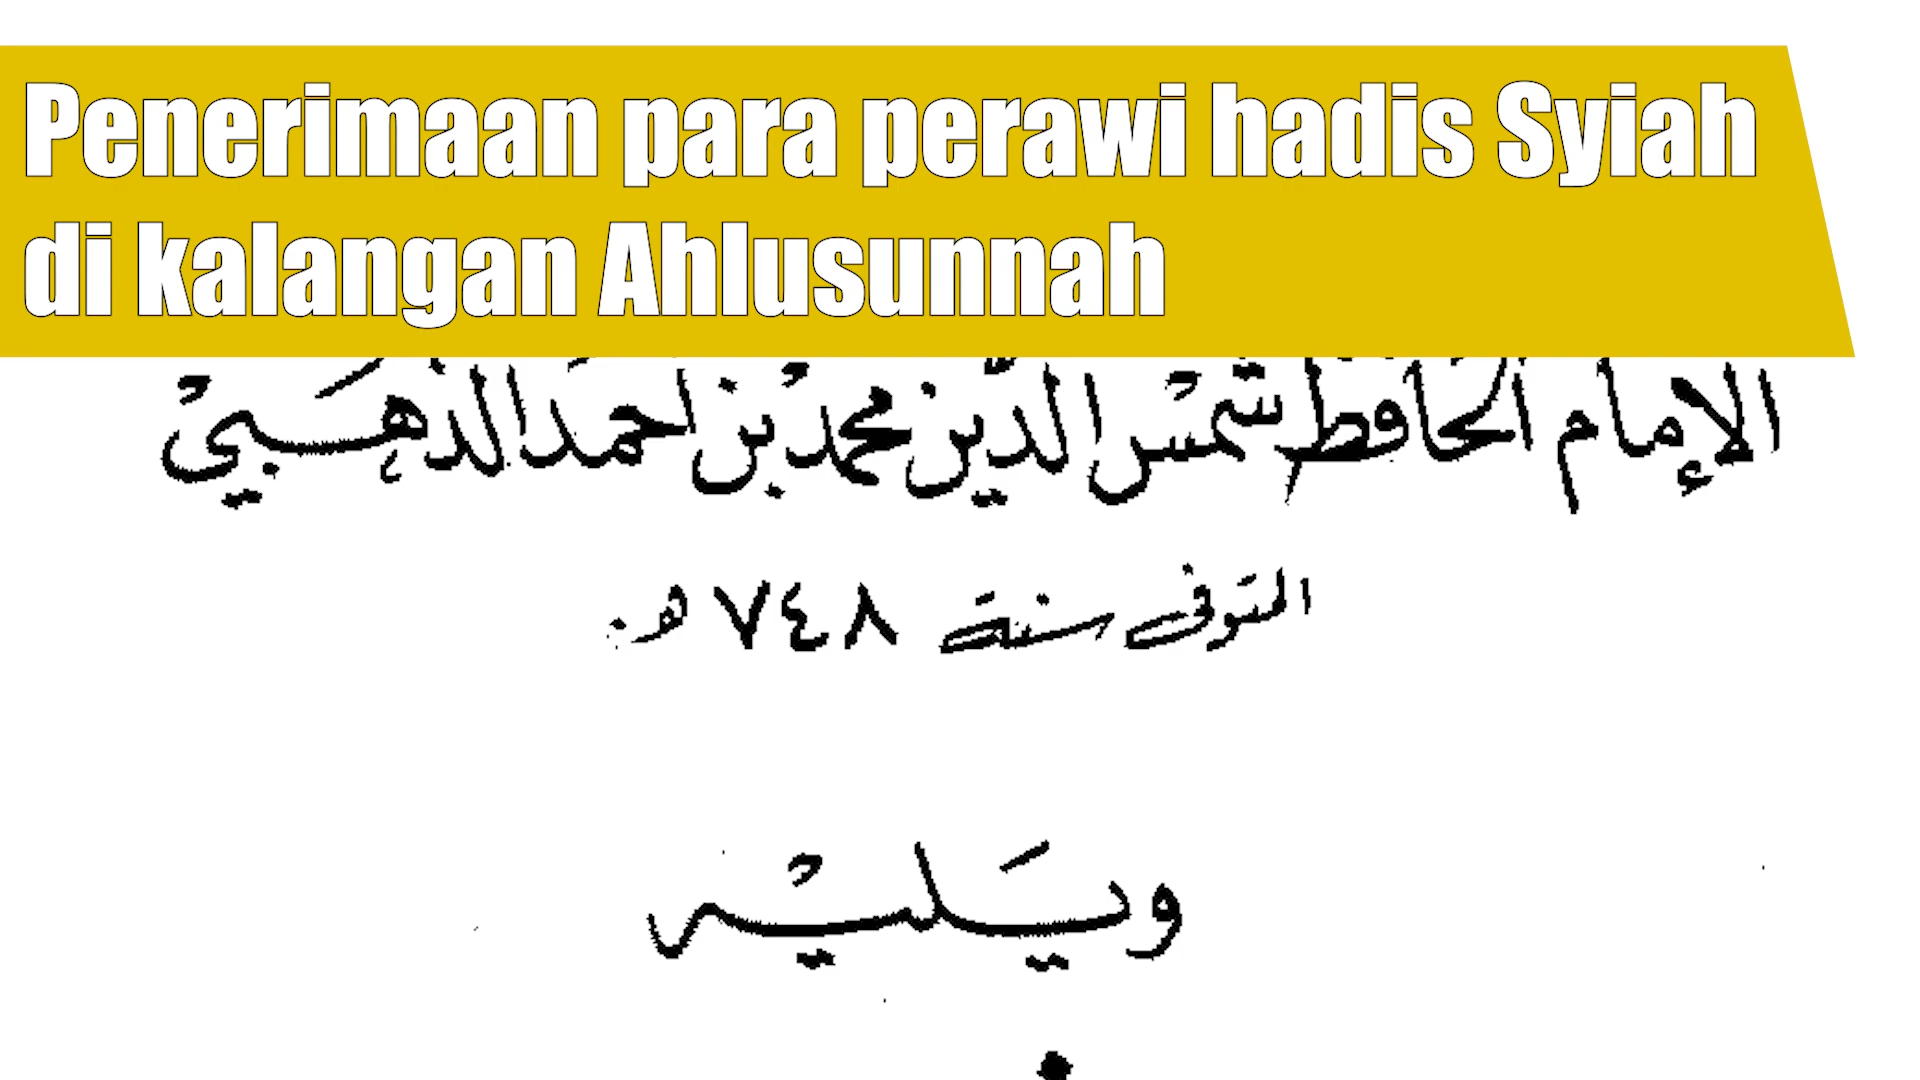 Penerimaan para perawi hadis Syiah
di kalangan Ahlusunnah
الإمام الحافظ شمس الدين محمد بن أحمد الذهبي
المتوفى سنة ٧٤٨ هـ.
ويليه